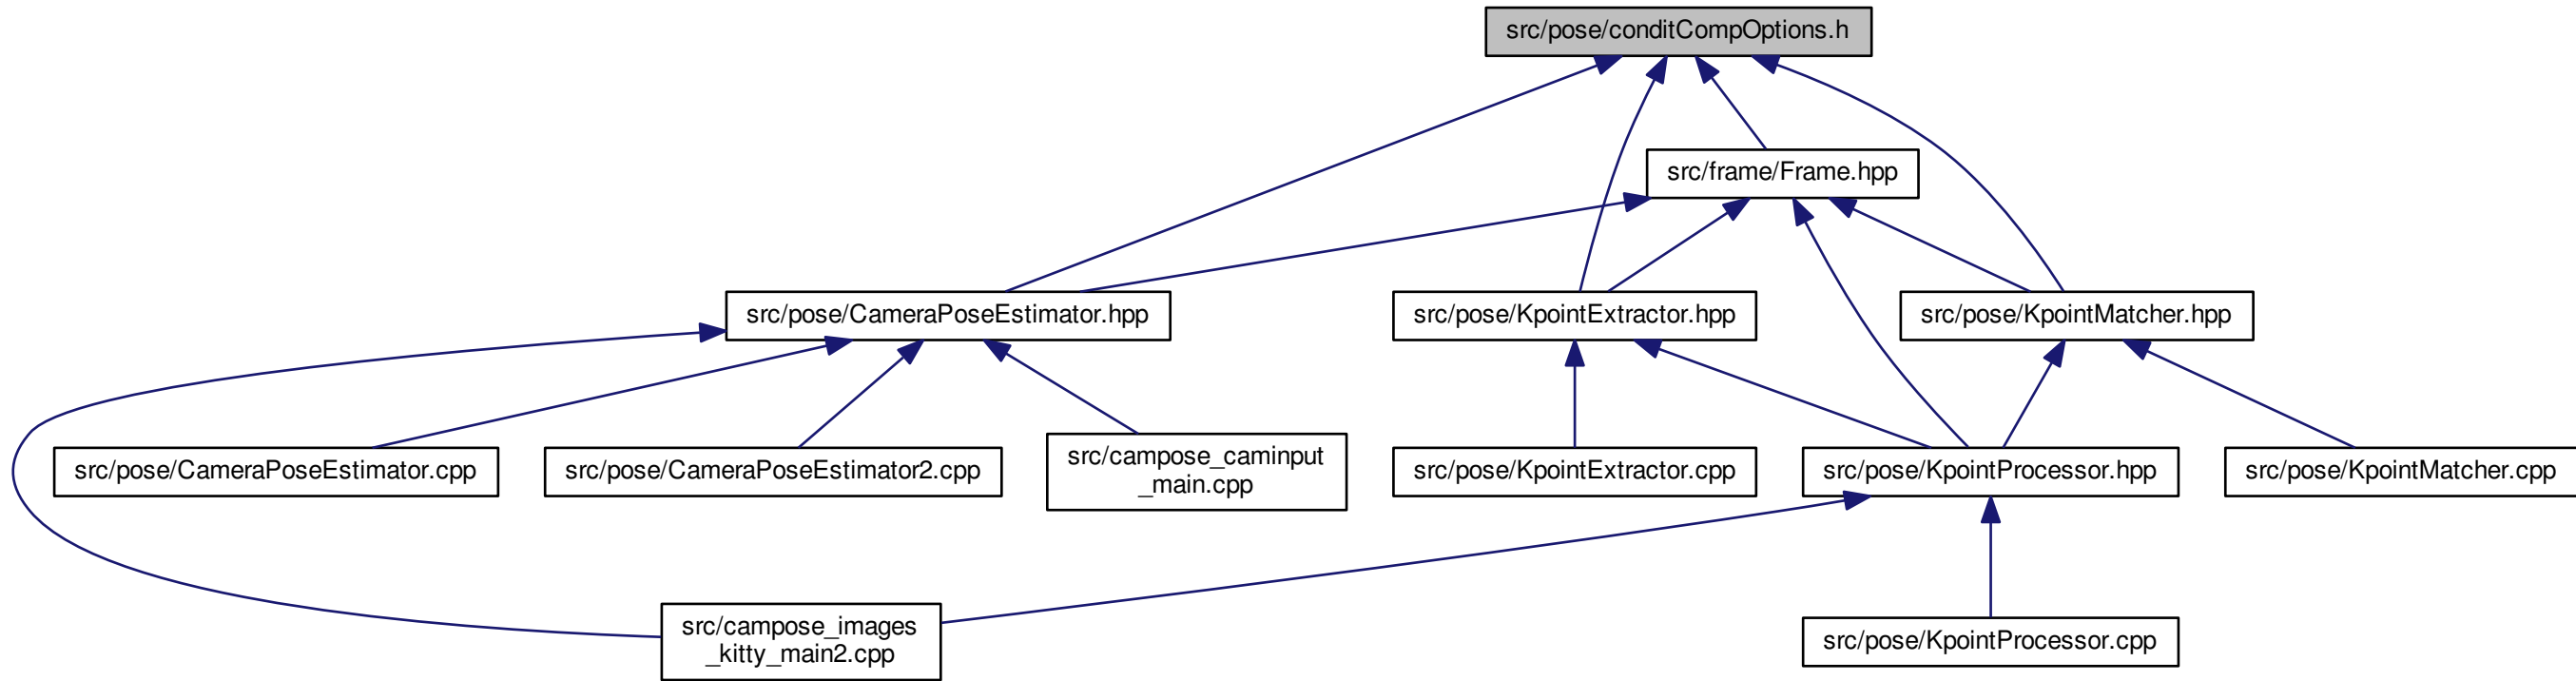 src/pose/conditCompOptions.h
src/frame/Frame.hpp
src/pose/CameraPoseEstimator.hpp
src/pose/KpointExtractor.hpp
src/pose/KpointMatcher.hpp
src/pose/CameraPoseEstimator.cpp
src/pose/CameraPoseEstimator2.cpp
src/campose_caminput
_main.cpp
src/pose/KpointExtractor.cpp
src/pose/KpointProcessor.hpp
src/pose/KpointMatcher.cpp
src/campose_images
_kitty_main2.cpp
src/pose/KpointProcessor.cpp